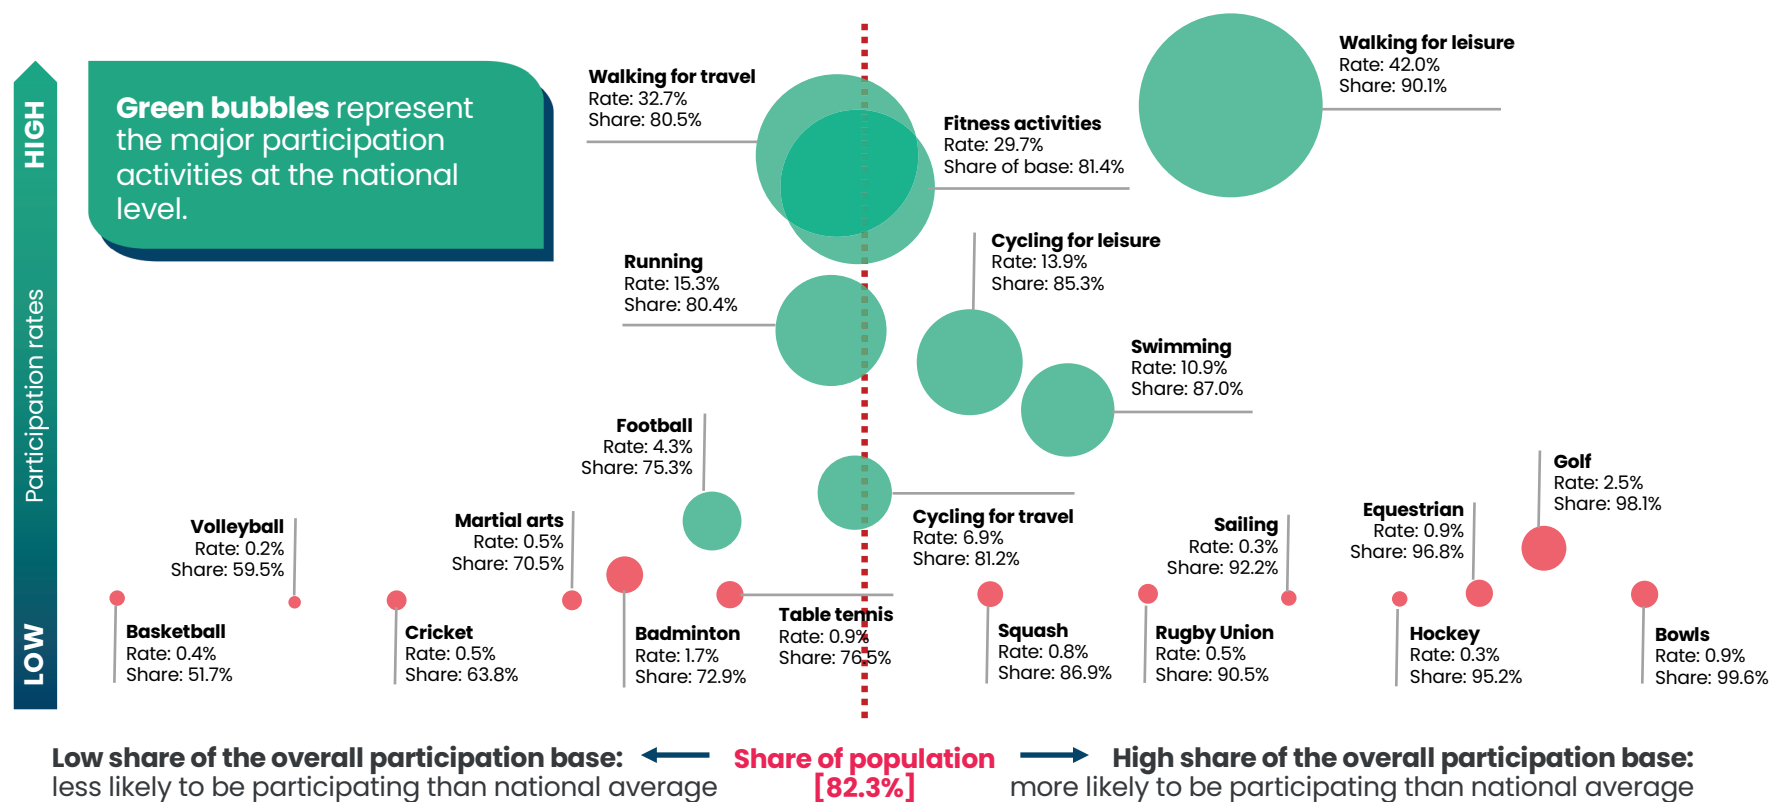 HIGH
Participation rates
LOW
Green bubbles represent
the major participation
activities at the national
level.
Walking for travel
Rate: 32.7%
Share: 80.5%
Fitness activities
Rate: 29.7%
Share of base: 81.4%
Walking for leisure
Rate: 42.0%
Share: 90.1%
Running
Rate: 15.3%
Share: 80.4%
Cycling for leisure
Rate: 13.9%
Share: 85.3%
Swimming
Rate: 10.9%
Share: 87.0%
Football
Rate: 4.3%
Share: 75.3%
Cycling for travel
Rate: 6.9%
Share: 81.2%
Golf
Rate: 2.5%
Share: 98.1%
Volleyball
Rate: 0.2%
Share: 59.5%
Martial arts
Rate: 0.5%
Share: 70.5%
Sailing
Rate: 0.3%
Share: 92.2%
Equestrian
Rate: 0.9%
Share: 96.8%
Basketball
Rate: 0.4%
Share: 51.7%
Cricket
Rate: 0.5%
Share: 63.8%
Badminton
Rate: 1.7%
Share: 72.9%
Table tennis
Rate: 0.9%
Share: 76.5%
Squash
Rate: 0.8%
Share: 86.9%
Rugby Union
Rate: 0.5%
Share: 90.5%
Hockey
Rate: 0.3%
Share: 95.2%
Bowls
Rate: 0.9%
Share: 99.6%
Low share of the overall participation base:
less likely to be participating than national average
Share of population
[82.3%]
High share of the overall participation base:
more likely to be participating than national average